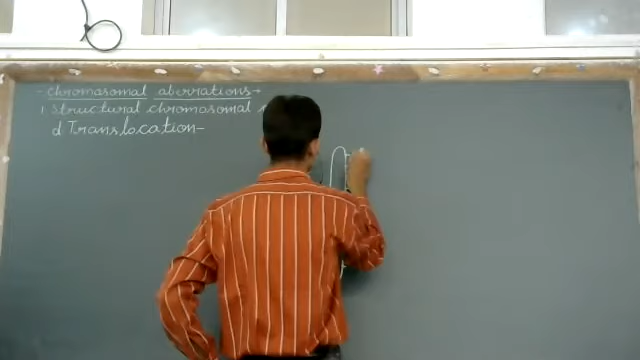 - Chromosomal aberrations→
1. Structural chromosomal
d Translocation-